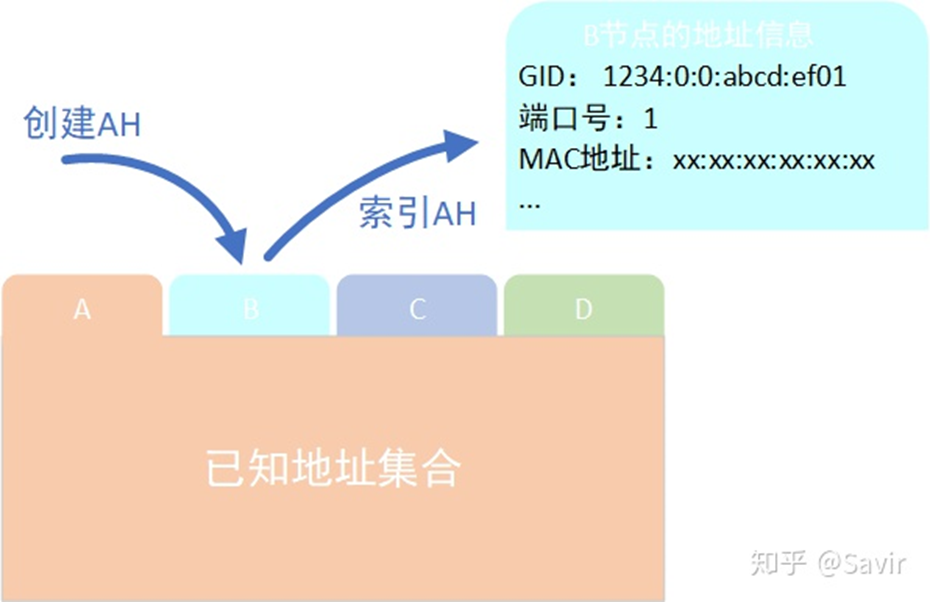 B节点的地址信息
GID： 1234:0:0:abcd:ef01
端口号：1
MAC地址：xx:xx:xx:xx:xx:xx
...
创建AH
索引AH
A
B
C
D
已知地址集合
知乎 @Savir